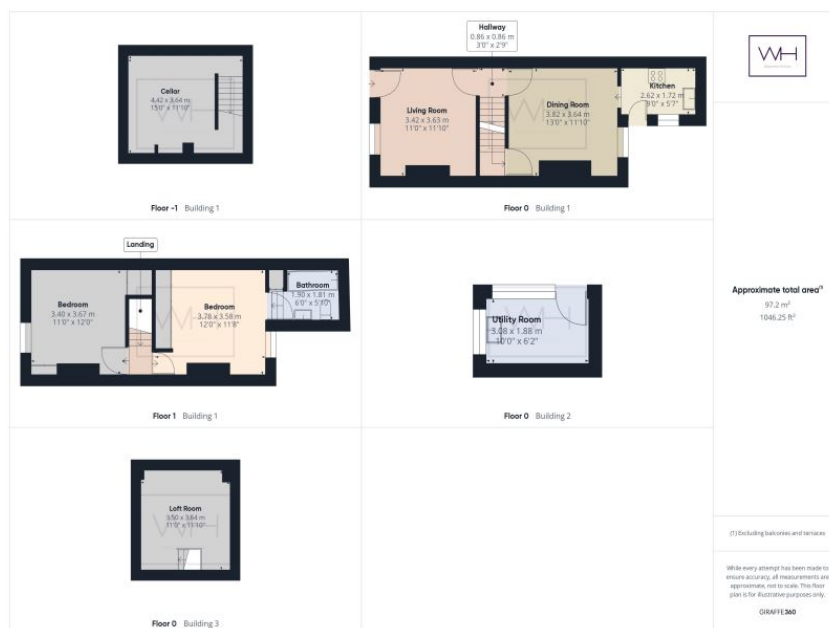 Cellar
4.42 x 3.64 m
Floor -1 Building 1
Hallway
0.86 x 0.86 m
3'0" x 2'9"
Living Room
3.42 x 3.63 m
11'0" x 11'10"
Dining Room
3.82 x 3.64 m
13'0" x 11'10"
Kitchen
2.62 x 1.72 m
9'0" x 5'7"
Floor 0 Building 1
WH
Landing
Bedroom
3.40 x 3.67 m
11'0" x 12'0"
Bedroom
3.78 x 3.58 m
12'0" x 11'8"
Bathroom
1.90 x 1.81 m
6'0" x 5'10"
Floor 1 Building 1
Utility Room
3.08 x 1.88 m
10'0" x 6'2"
Floor 0 Building 2
Approximate total area(1)
97.2 m²
1046.25 ft²
Loft Room
3.50 x 3.64 m
11'0" x 11'10"
Floor 0 Building 3
(1) Excluding balconies and terraces
While every attempt has been made to
ensure accuracy, all measurements are
approximate, not to scale. This floor
plan is for illustrative purposes only.
GIRAFFE360